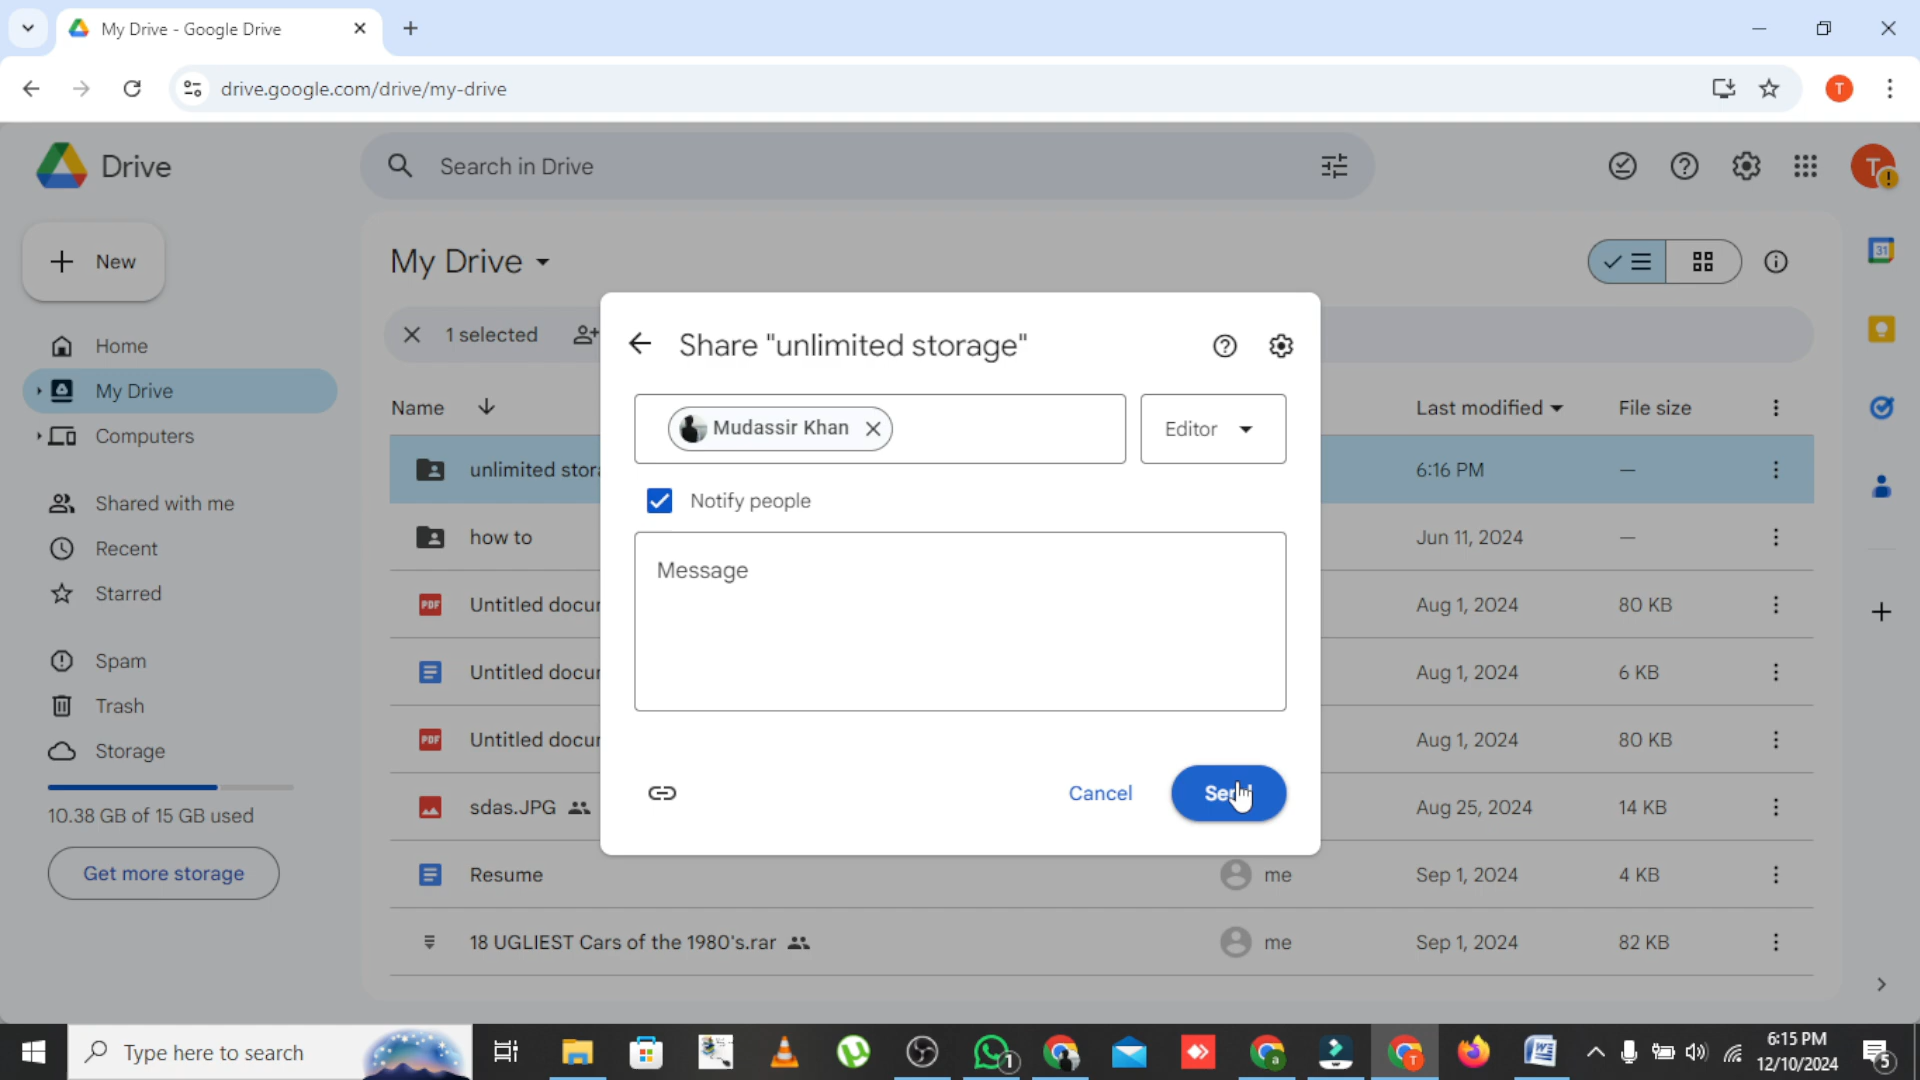 My Drive - Google Drive
drive.google.com/drive/my-drive
T
Drive
Search in Drive
T
New
My Drive
31
Home
My Drive
Computers
Shared with me
Recent
Starred
Spam
Trash
Storage
10.38 GB of 15 GB used
Get more storage
1 selected
Name
Last modified
File size
unlimited stor
6:16 PM
—
how to
Jun 11, 2024
—
PDF
Untitled docu
Aug 1, 2024
80 KB
Untitled docu
Aug 1, 2024
6 KB
PDF
Untitled docu
Aug 1, 2024
80 KB
sdas.JPG
Aug 25, 2024
14 KB
Resume
me
Sep 1, 2024
4 KB
18 UGLIEST Cars of the 1980's.rar
me
Sep 1, 2024
82 KB
Share "unlimited storage"
Mudassir Khan
Editor
Notify people
Message
Cancel
Type here to search
1
a
T
6:15 PM
12/10/2024
5